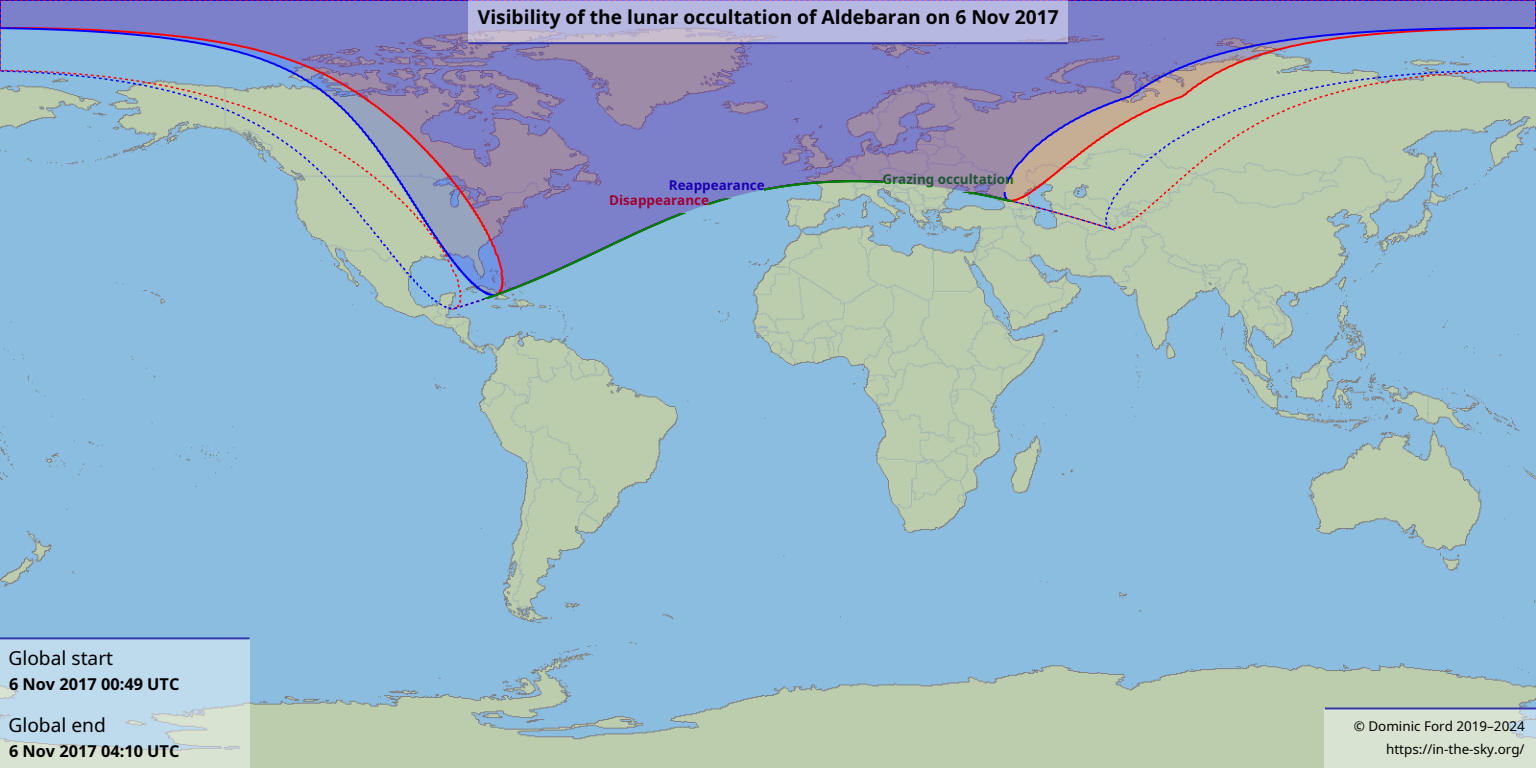 Visibility of the lunar occultation of Aldebaran on 6 Nov 2017
Grazing occultation
Reappearance
Disappearance
Global start
6 Nov 2017 00:49 UTC
Global end
6 Nov 2017 04:10 UTC
© Dominic Ford 2019–2024
https://in-the-sky.org/